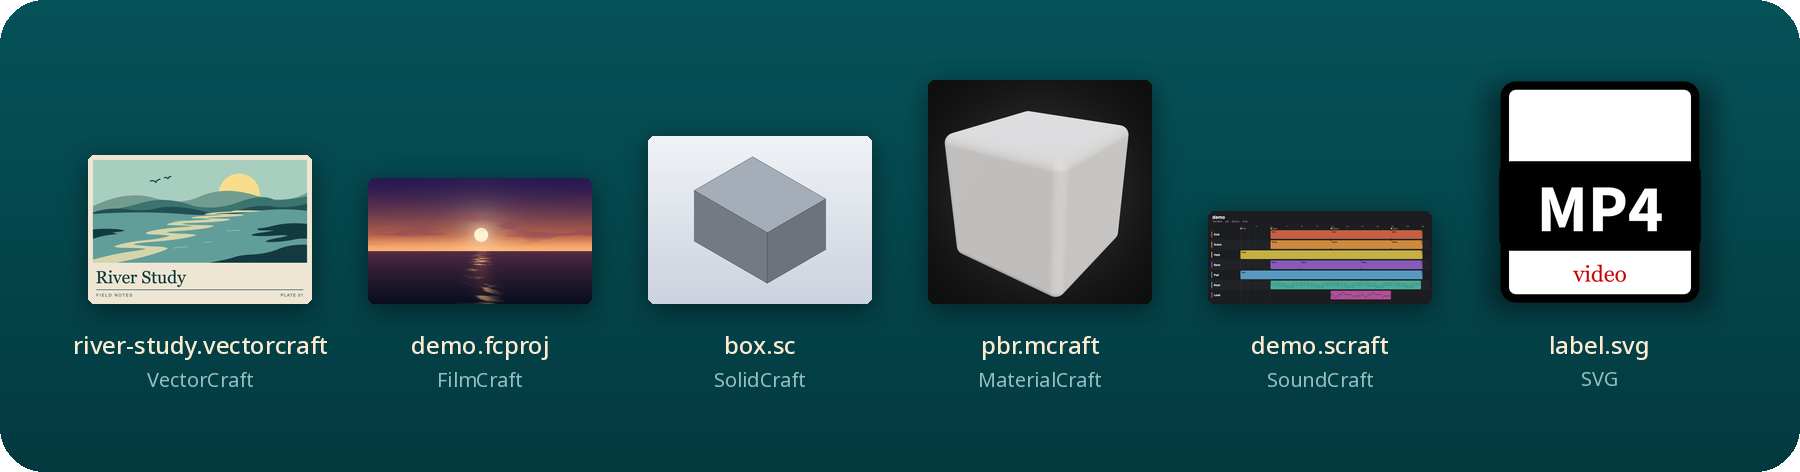 River Study
FIELD NOTES
PLATE 01
demo
MP4
video
river-study.vectorcraft
demo.fcproj
box.sc
pbr.mcraft
demo.scraft
label.svg
VectorCraft
FilmCraft
SolidCraft
MaterialCraft
SoundCraft
SVG